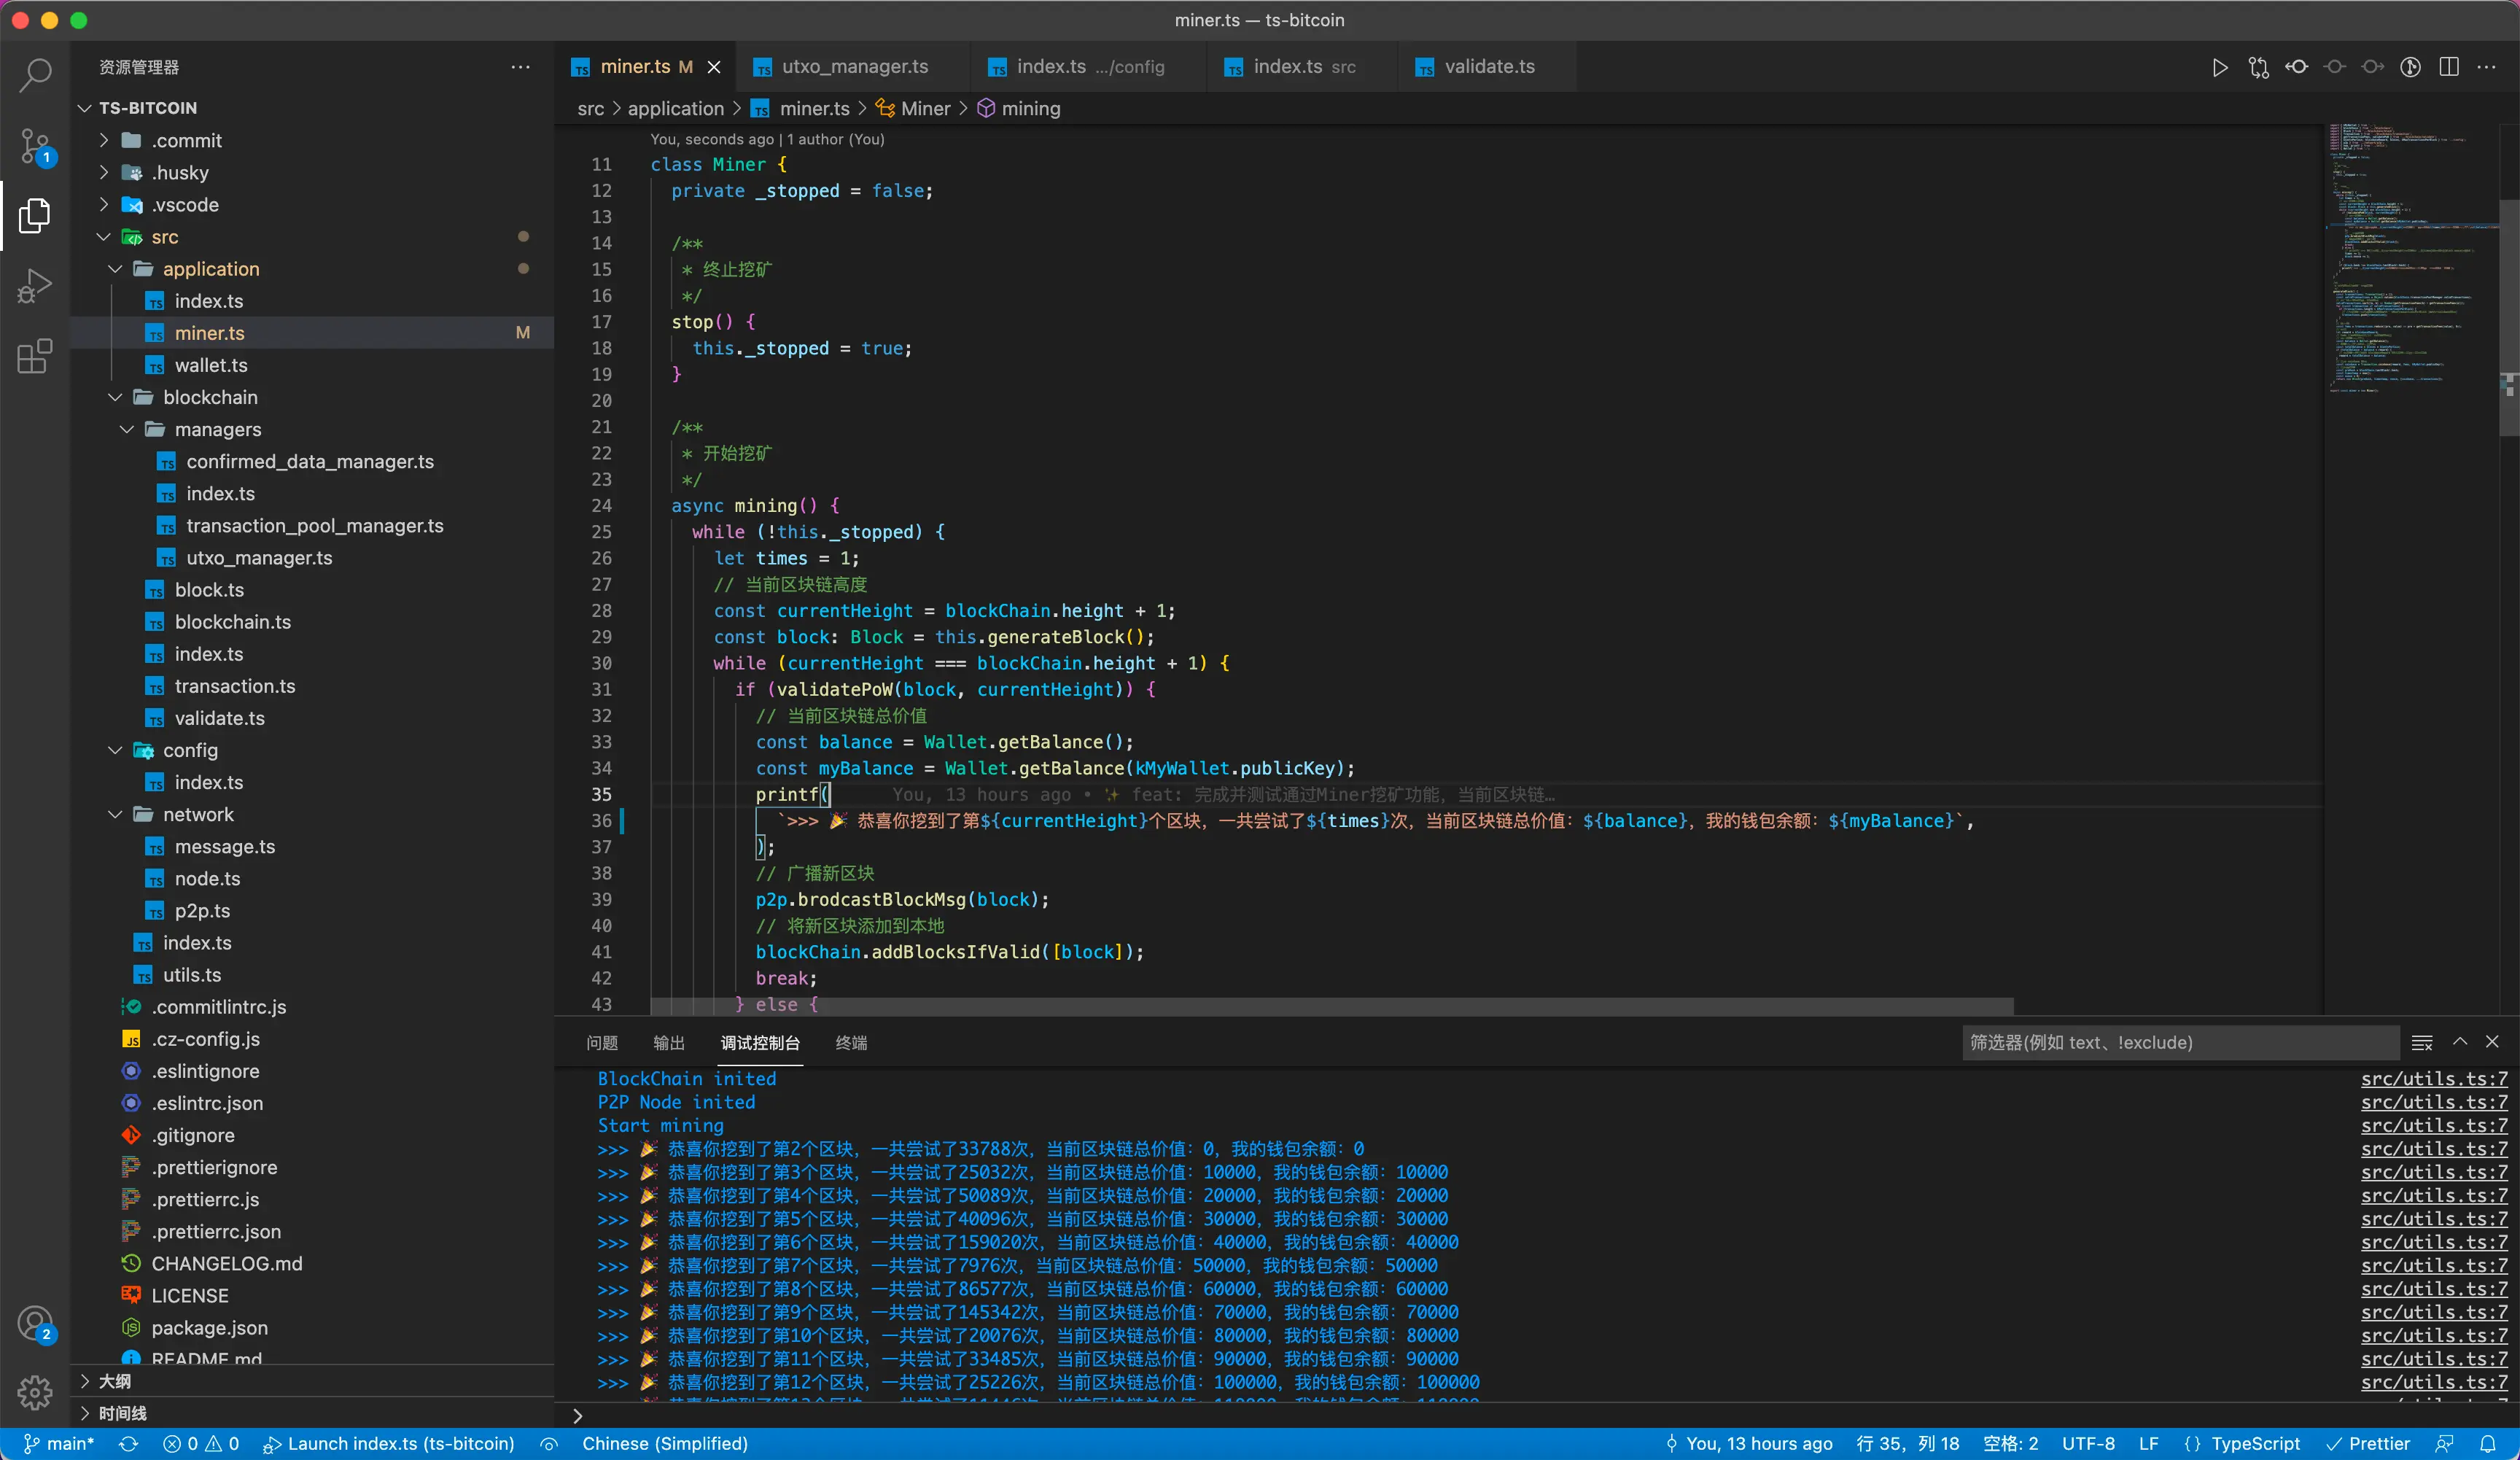 miner.ts — ts-bitcoin
资源管理器
TS-BITCOIN
.commit
.husky
.vscode
src
application
index.ts
miner.ts M
wallet.ts
blockchain
managers
confirmed_data_manager.ts
index.ts
transaction_pool_manager.ts
utxo_manager.ts
block.ts
blockchain.ts
index.ts
transaction.ts
validate.ts
config
index.ts
network
message.ts
node.ts
p2p.ts
index.ts
utils.ts
.commitlintrc.js
.cz-config.js
.eslintignore
.eslintrc.json
.gitignore
.prettierignore
.prettierrc.js
.prettierrc.json
CHANGELOG.md
LICENSE
package.json
README.md
大纲
时间线
1
2
miner.ts M
utxo_manager.ts
index.ts .../config
index.ts src
validate.ts
src > application > miner.ts > Miner > mining
You, seconds ago | 1 author (You)
11 class Miner {
12 private _stopped = false;
13
14 /**
15 * 终止挖矿
16 */
17 stop() {
18 this._stopped = true;
19 }
20
21 /**
22 * 开始挖矿
23 */
24 async mining() {
25 while (!this._stopped) {
26 let times = 1;
27 // 当前区块链高度
28 const currentHeight = blockChain.height + 1;
29 const block: Block = this.generateBlock();
30 while (currentHeight === blockChain.height + 1) {
31 if (validatePoW(block, currentHeight)) {
32 // 当前区块链总价值
33 const balance = Wallet.getBalance();
34 const myBalance = Wallet.getBalance(kMyWallet.publicKey);
35 printf( You, 13 hours ago • ✨ feat: 完成并测试通过Miner挖矿功能，当前区块链…
36 `>>> 🎉 恭喜你挖到了第${currentHeight}个区块，一共尝试了${times}次，当前区块链总价值：${balance}，我的钱包余额：${myBalance}`,
37 );
38 // 广播新区块
39 p2p.brodcastBlockMsg(block);
40 // 将新区块添加到本地
41 blockChain.addBlocksIfValid([block]);
42 break;
43 } else {
问题 输出 调试控制台 终端 筛选器(例如 text、!exclude)
BlockChain inited src/utils.ts:7
P2P Node inited src/utils.ts:7
Start mining src/utils.ts:7
>>> 🎉 恭喜你挖到了第2个区块，一共尝试了33788次，当前区块链总价值：0，我的钱包余额：0 src/utils.ts:7
>>> 🎉 恭喜你挖到了第3个区块，一共尝试了25032次，当前区块链总价值：10000，我的钱包余额：10000 src/utils.ts:7
>>> 🎉 恭喜你挖到了第4个区块，一共尝试了50089次，当前区块链总价值：20000，我的钱包余额：20000 src/utils.ts:7
>>> 🎉 恭喜你挖到了第5个区块，一共尝试了40096次，当前区块链总价值：30000，我的钱包余额：30000 src/utils.ts:7
>>> 🎉 恭喜你挖到了第6个区块，一共尝试了159020次，当前区块链总价值：40000，我的钱包余额：40000 src/utils.ts:7
>>> 🎉 恭喜你挖到了第7个区块，一共尝试了7976次，当前区块链总价值：50000，我的钱包余额：50000 src/utils.ts:7
>>> 🎉 恭喜你挖到了第8个区块，一共尝试了86577次，当前区块链总价值：60000，我的钱包余额：60000 src/utils.ts:7
>>> 🎉 恭喜你挖到了第9个区块，一共尝试了145342次，当前区块链总价值：70000，我的钱包余额：70000 src/utils.ts:7
>>> 🎉 恭喜你挖到了第10个区块，一共尝试了20076次，当前区块链总价值：80000，我的钱包余额：80000 src/utils.ts:7
>>> 🎉 恭喜你挖到了第11个区块，一共尝试了33485次，当前区块链总价值：90000，我的钱包余额：90000 src/utils.ts:7
>>> 🎉 恭喜你挖到了第12个区块，一共尝试了25226次，当前区块链总价值：100000，我的钱包余额：100000 src/utils.ts:7
main* 0 0 Launch index.ts (ts-bitcoin) Chinese (Simplified) You, 13 hours ago 行 35，列 18 空格: 2 UTF-8 LF {} TypeScript Prettier